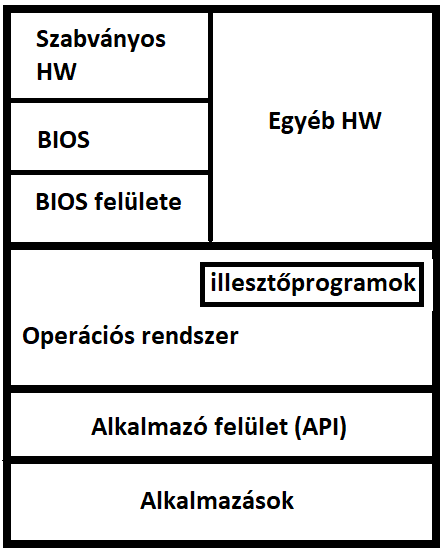 Szabványos
HW
Egyéb HW
BIOS
BIOS felülete
illesztőprogramok
Operációs rendszer
Alkalmazó felület (API)
Alkalmazások